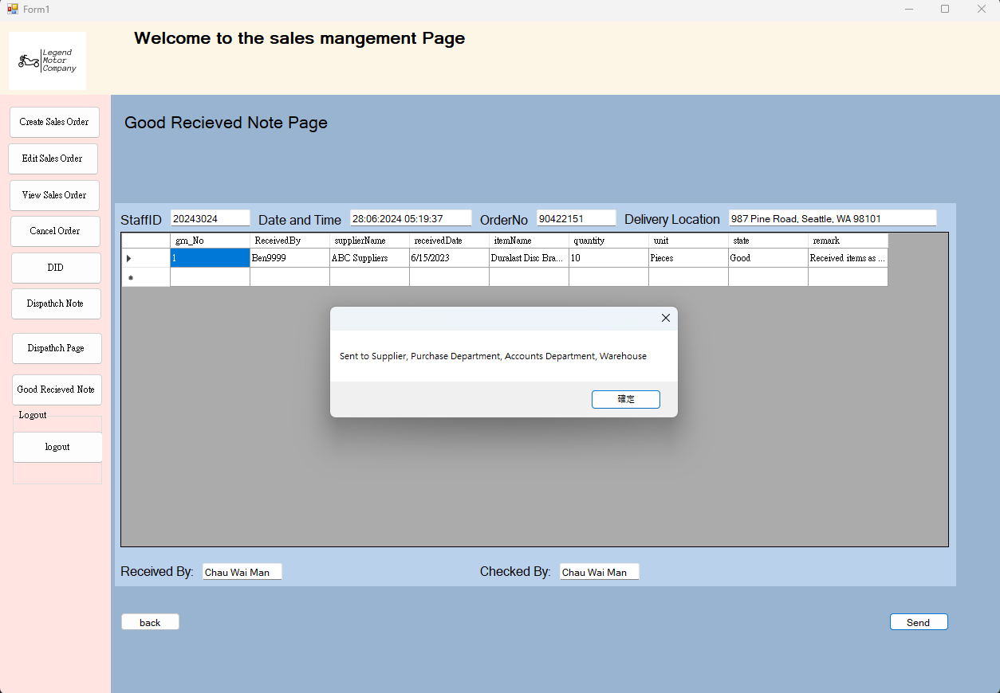 Form1
Legend
Motor
Company
Welcome to the sales mangement Page
Create Sales Order
Edit Sales Order
View Sales Order
Cancel Order
DID
Dispathch Note
Dispathch Page
Good Recieved Note
Logout
logout
Good Recieved Note Page
StaffID 20243024 Date and Time 28:06:2024 05:19:37 OrderNo 90422151 Delivery Location 987 Pine Road, Seattle, WA 98101
grn_No ReceivedBy supplierName receivedDate itemName quantity unit state remark
1 Ben9999 ABC Suppliers 6/15/2023 Duralast Disc Bra... 10 Pieces Good Received items as ...
Sent to Supplier, Purchase Department, Accounts Department, Warehouse
確定
Received By: Chau Wai Man Checked By: Chau Wai Man
back Send